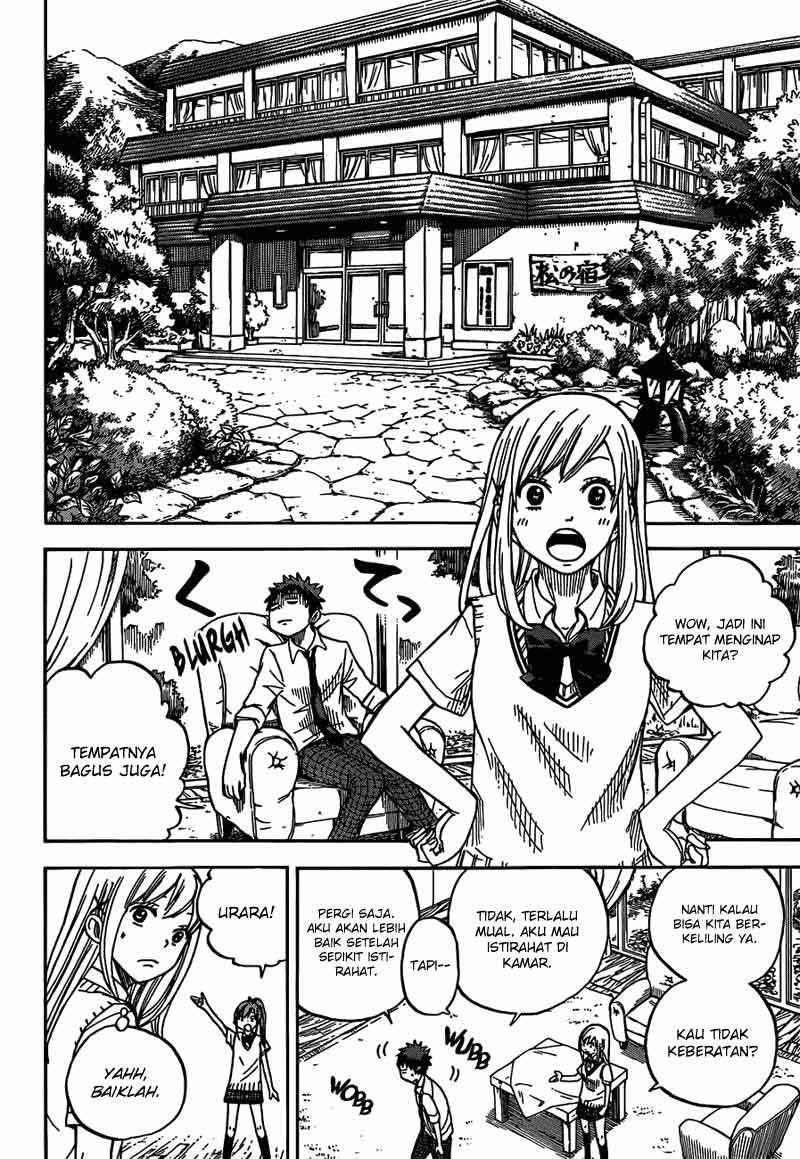 松の宿
WOW, JADI INI
TEMPAT MENGINAP
KITA?
ぐてっ
BLURGH
TEMPATNYA
BAGUS JUGA!
NANTI KALAU
BISA KITA BER-
KELILING YA.
KAU TIDAK
KEBERATAN?
TIDAK, TERLALU
MUAL. AKU MAU
ISTIRAHAT DI
KAMAR.
TAPI--
PERGI SAJA.
AKU AKAN LEBIH
BAIK SETELAH
SEDIKIT ISTI-
RAHAT.
WUBB
WOBB
URARA!
YAHH,
BAIKLAH.